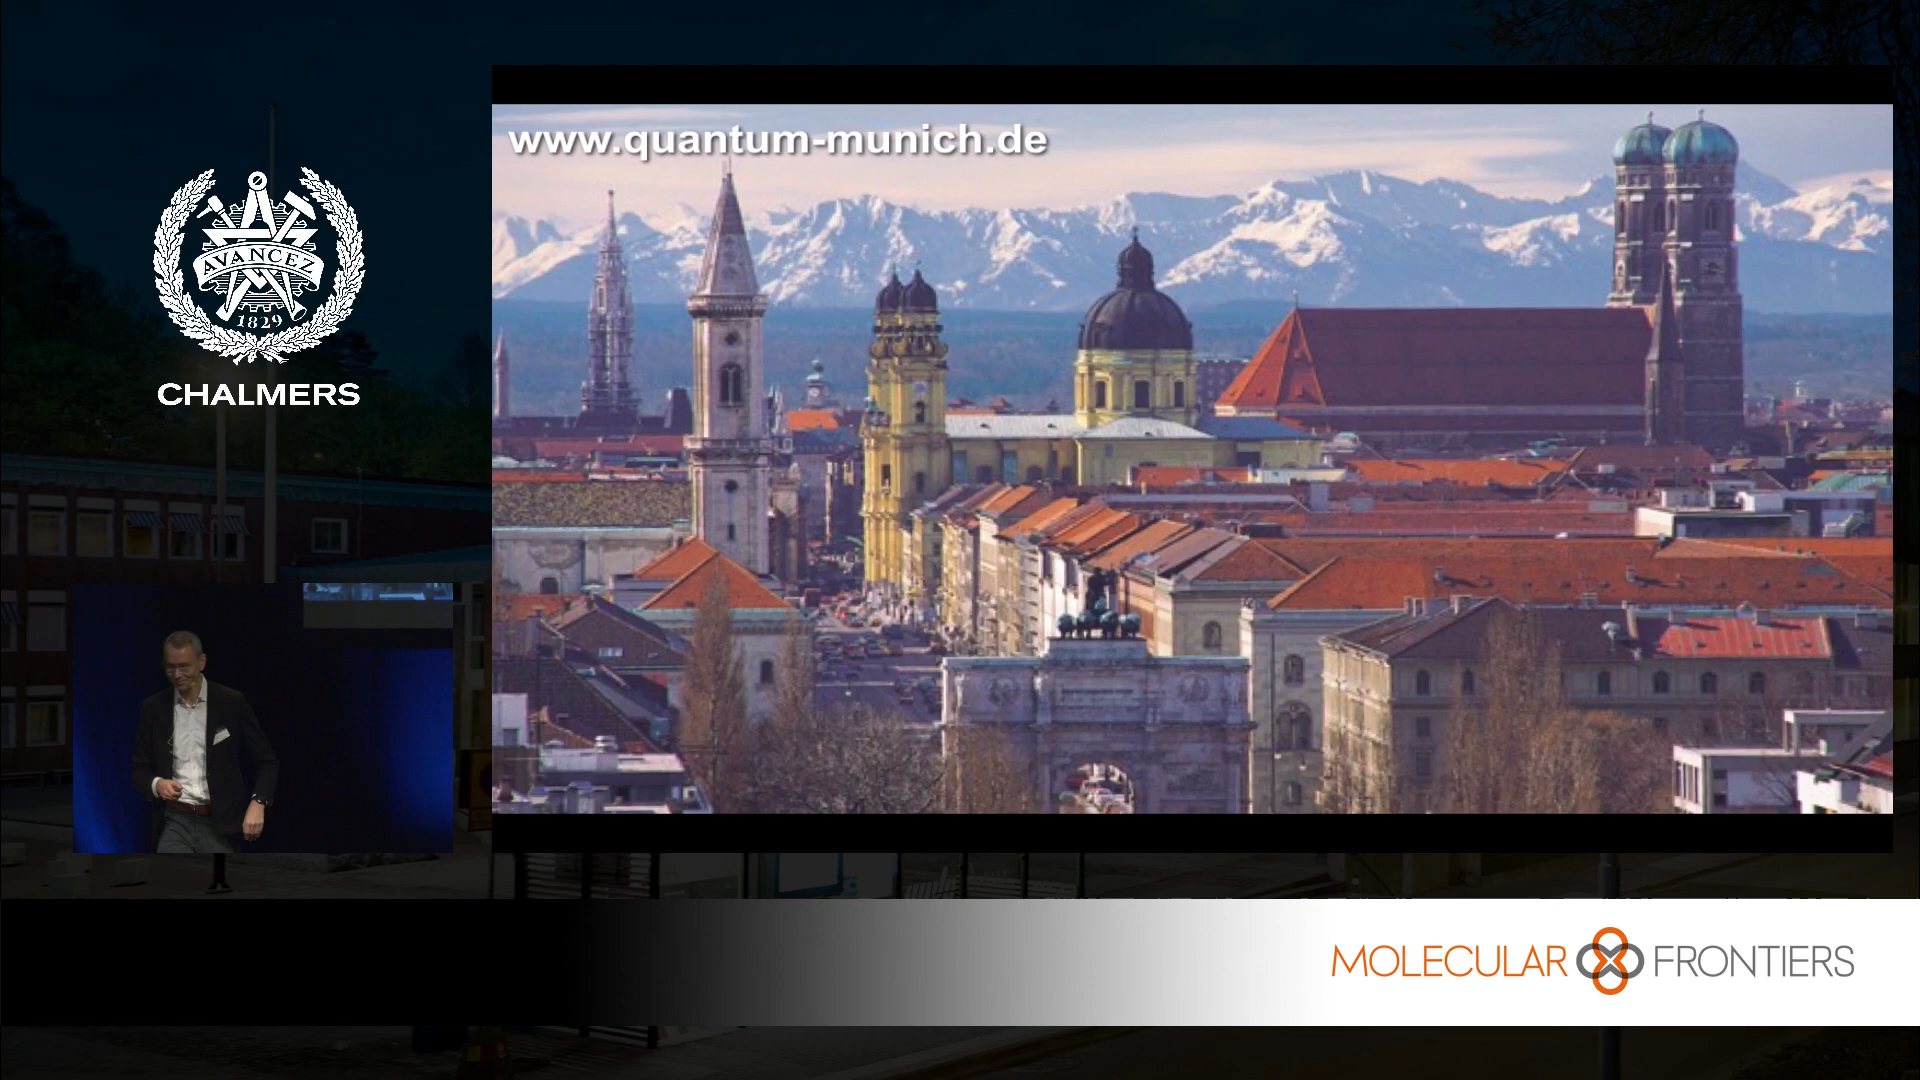 www.quantum-munich.de
AVANCEZ
1829
CHALMERS
MOLECULAR FRONTIERS